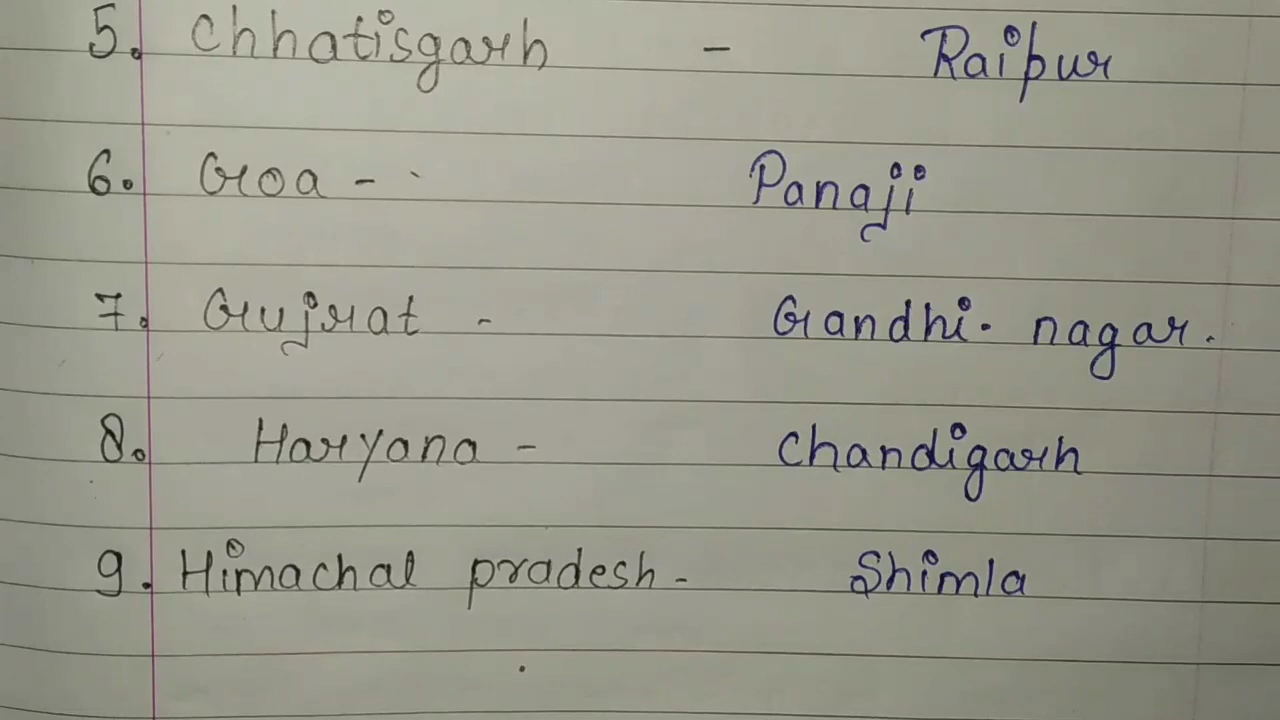 5. Chhatisgarh - Raipur
6. Goa - Panaji
7. Gujrat - Gandhi. nagar.
8. Haryana - Chandigarh
9. Himachal pradesh - Shimla